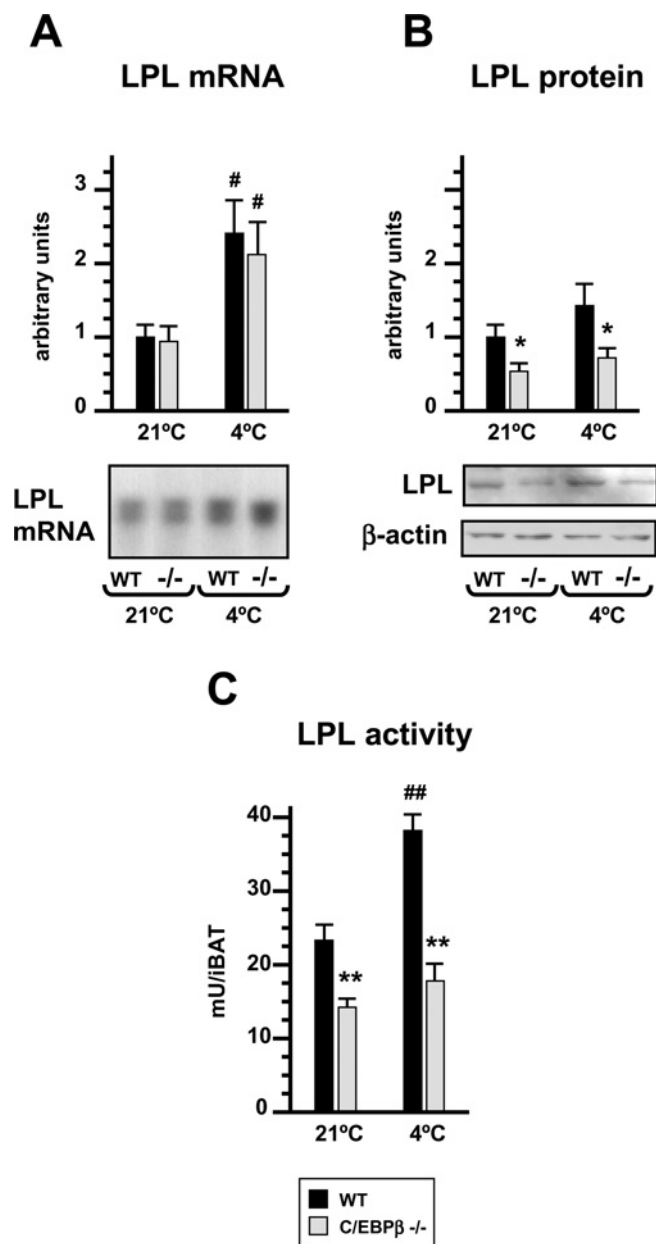 A
LPL mRNA
arbitrary units
3
2
1
0
# #
21ºC 4ºC
LPL
mRNA
WT -/- WT -/-
21ºC 4ºC
B
LPL protein
arbitrary units
3
2
1
0
* *
21ºC 4ºC
LPL
β-actin
WT -/- WT -/-
21ºC 4ºC
C
LPL activity
mU/iBAT
40
30
20
10
0
##
** **
21ºC 4ºC
WT
C/EBPβ -/-